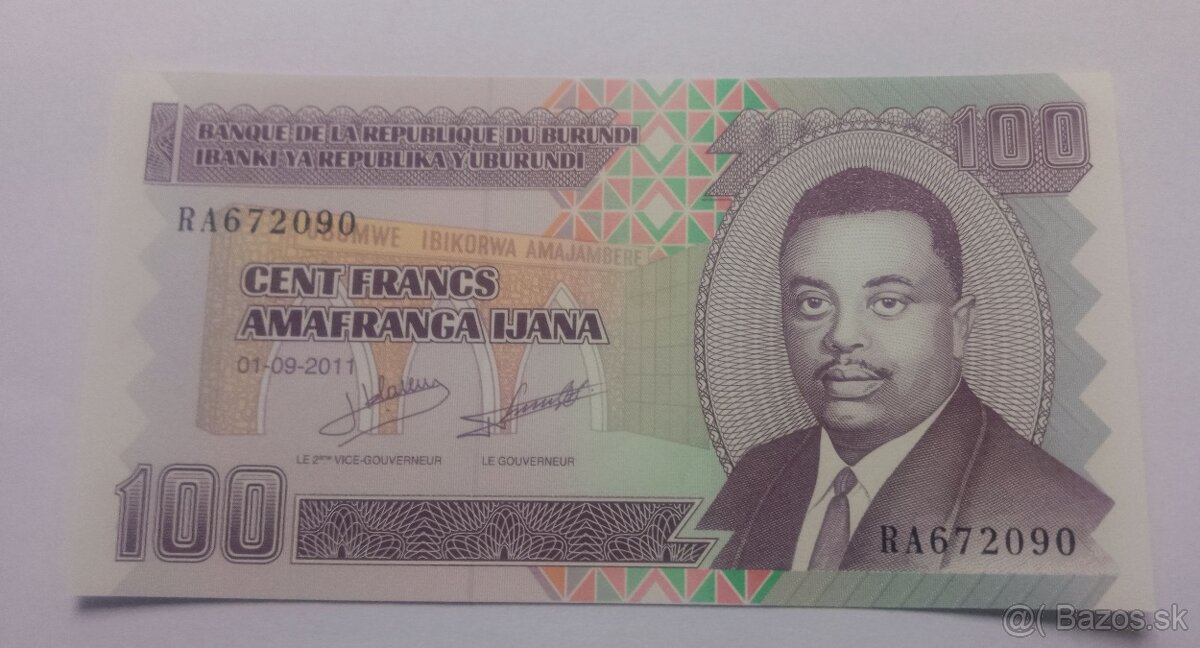 BANQUE DE LA REPUBLIQUE DU BURUNDI
IBANKI YA REPUBLIKA Y'UBURUNDI
100
RA672090
UBUMWE IBIKORWA AMAJAMBERE
CENT FRANCS
AMAFRANGA IJANA
01-09-2011
LE 2ème VICE-GOUVERNEUR LE GOUVERNEUR
100
RA672090
@( Bazos.sk